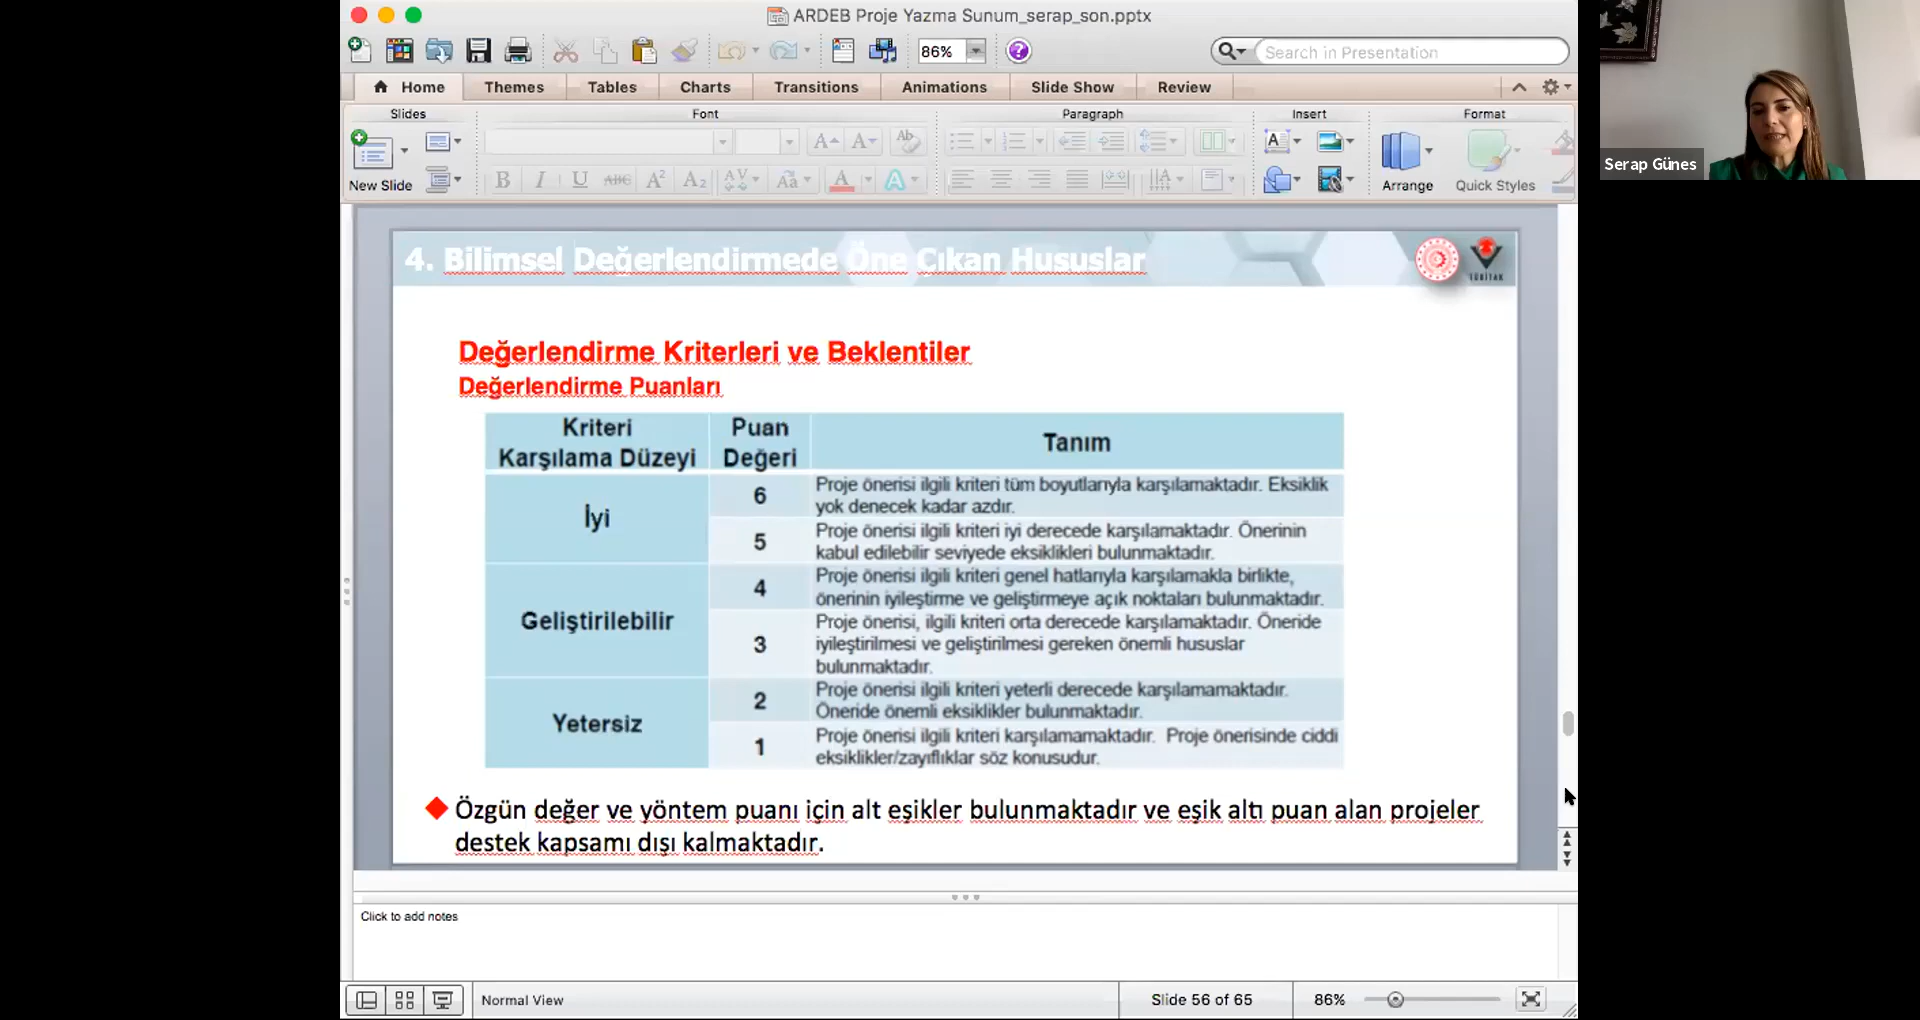 ARDEB Proje Yazma Sunum_serap_son.pptx
86%
Search in Presentation
Home
Themes
Tables
Charts
Transitions
Animations
Slide Show
Review
Slides
Font
Paragraph
Insert
Format
New Slide
Arrange
Quick Styles
Serap Günes
4. Bilimsel Değerlendirmede Öne Çıkan Hususlar
TÜBİTAK
Değerlendirme Kriterleri ve Beklentiler
Değerlendirme Puanları
Kriteri
Karşılama Düzeyi
Puan
Değeri
Tanım
İyi
6
Proje önerisi ilgili kriteri tüm boyutlarıyla karşılamaktadır. Eksiklik
yok denecek kadar azdır.
5
Proje önerisi ilgili kriteri iyi derecede karşılamaktadır. Önerinin
kabul edilebilir seviyede eksiklikleri bulunmaktadır.
Geliştirilebilir
4
Proje önerisi ilgili kriteri genel hatlarıyla karşılamakla birlikte,
önerinin iyileştirme ve geliştirmeye açık noktaları bulunmaktadır.
3
Proje önerisi, ilgili kriteri orta derecede karşılamaktadır. Öneride
iyileştirilmesi ve geliştirilmesi gereken önemli hususlar
bulunmaktadır.
Yetersiz
2
Proje önerisi ilgili kriteri yeterli derecede karşılamamaktadır.
Öneride önemli eksiklikler bulunmaktadır.
1
Proje önerisi ilgili kriteri karşılamamaktadır. Proje önerisinde ciddi
eksiklikler/zayıflıklar söz konusudur.
Özgün değer ve yöntem puanı için alt eşikler bulunmaktadır ve eşik altı puan alan projeler
destek kapsamı dışı kalmaktadır.
Click to add notes
Normal View
Slide 56 of 65
86%